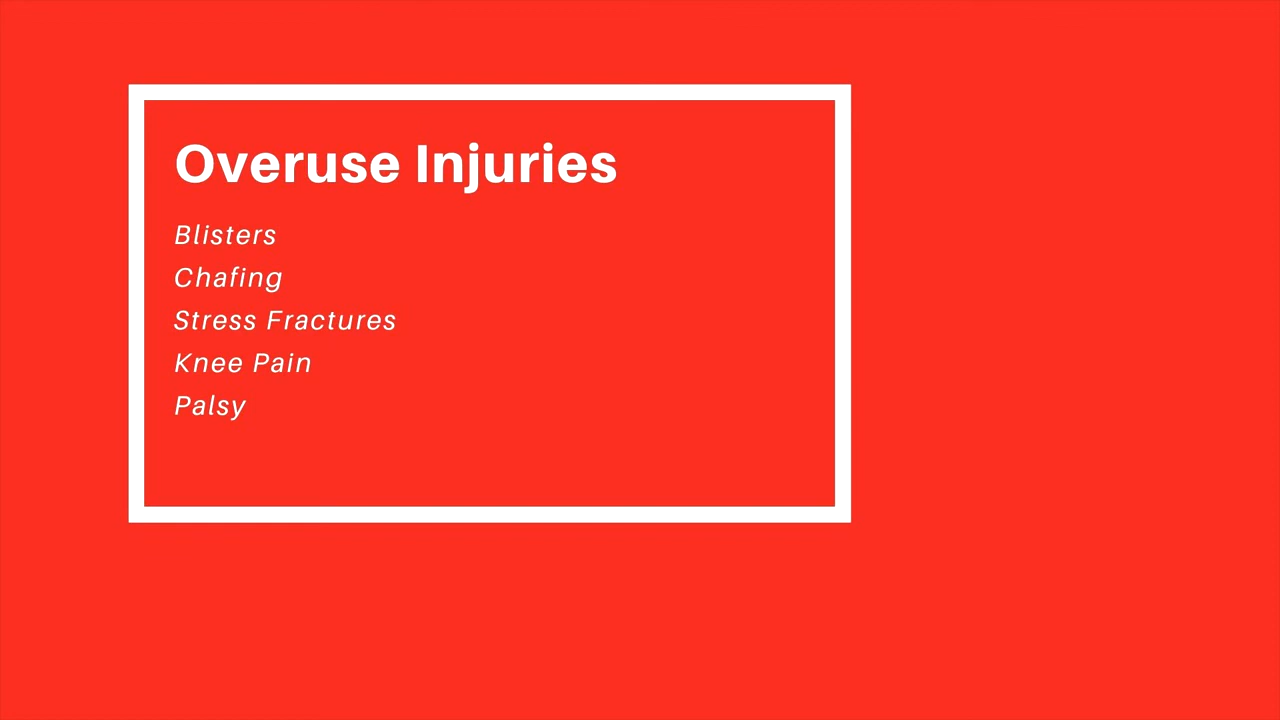 Overuse Injuries
Blisters
Chafing
Stress Fractures
Knee Pain
Palsy